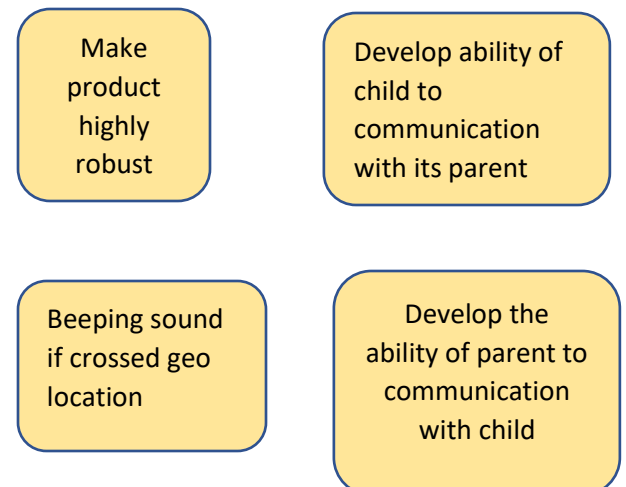 Make
product
highly
robust
Develop ability of
child to
communication
with its parent
Beeping sound
if crossed geo
location
Develop the
ability of parent to
communication
with child